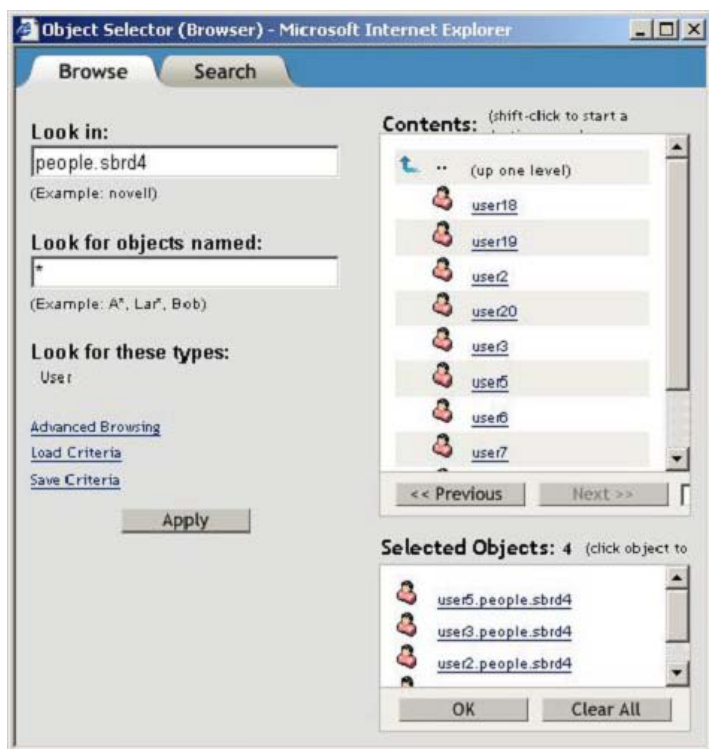 Object Selector (Browser) - Microsoft Internet Explorer
Browse
Search
Look in:
people.sbrd4
(Example: novell)
Look for objects named:
*
(Example: A*, Lar*, Bob)
Look for these types:
User
Advanced Browsing
Load Criteria
Save Criteria
Apply
Contents: (shift-click to start a
.. (up one level)
user18
user19
user2
user20
user3
user5
user6
user7
<< Previous
Next >>
Selected Objects: 4 (click object to
user5.people.sbrd4
user3.people.sbrd4
user2.people.sbrd4
OK
Clear All